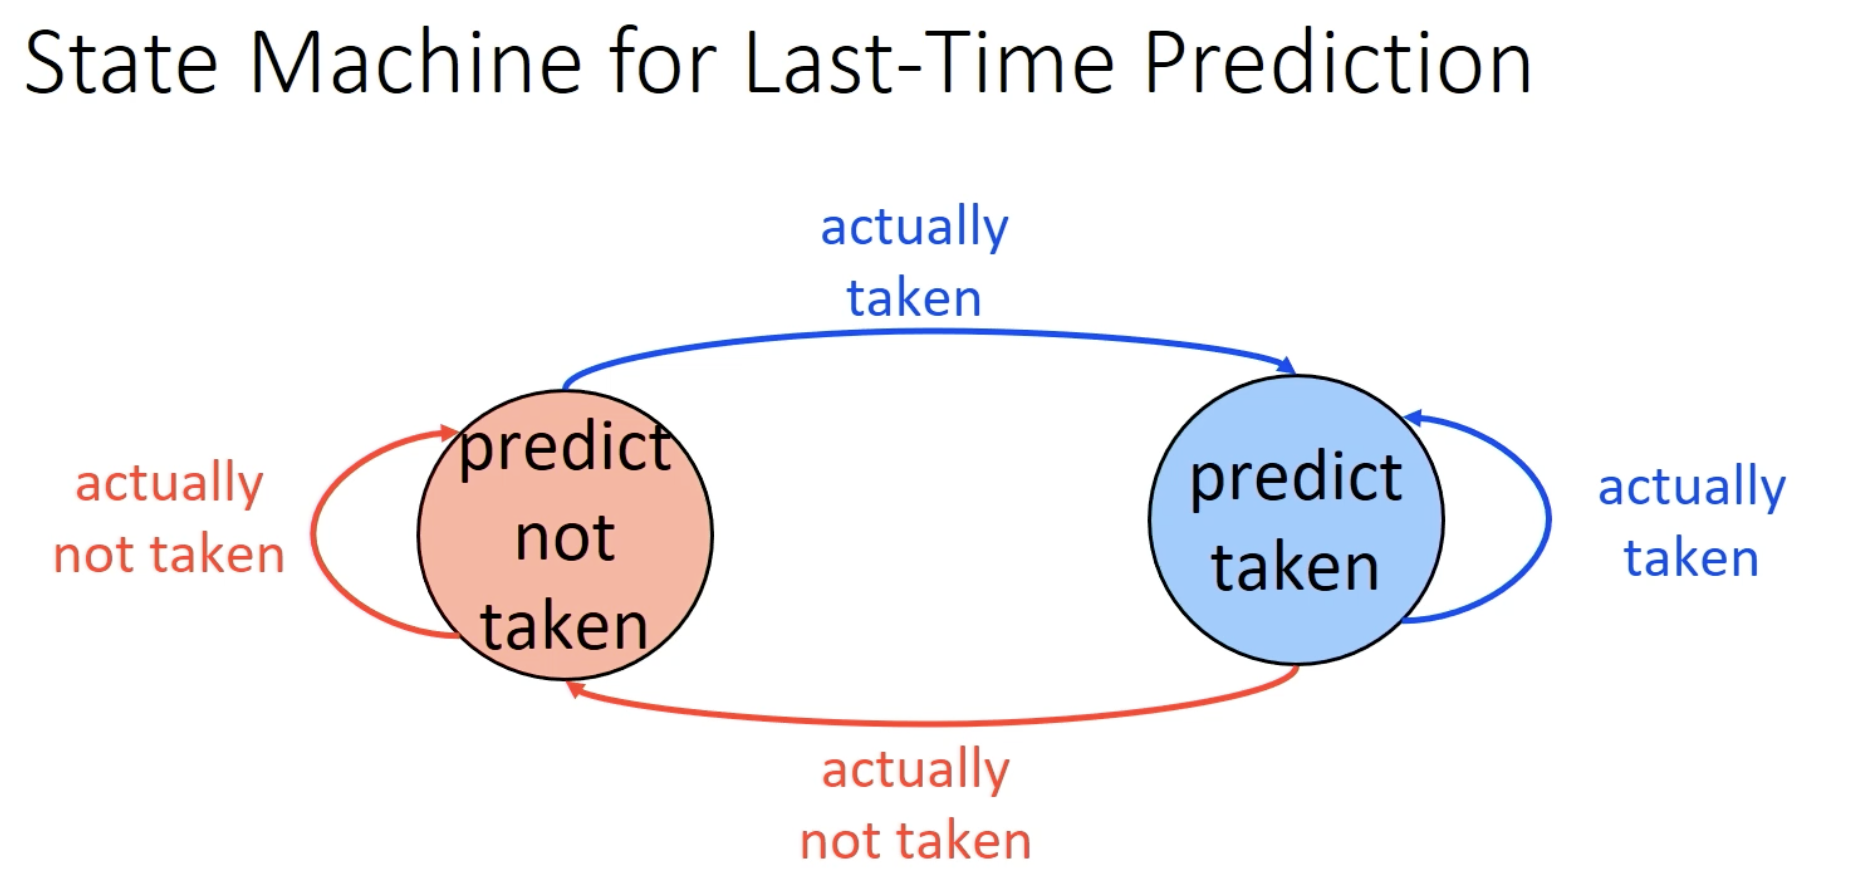 State Machine for Last-Time Prediction
actually
taken
actually
not taken
predict
not
taken
predict
taken
actually
taken
actually
not taken